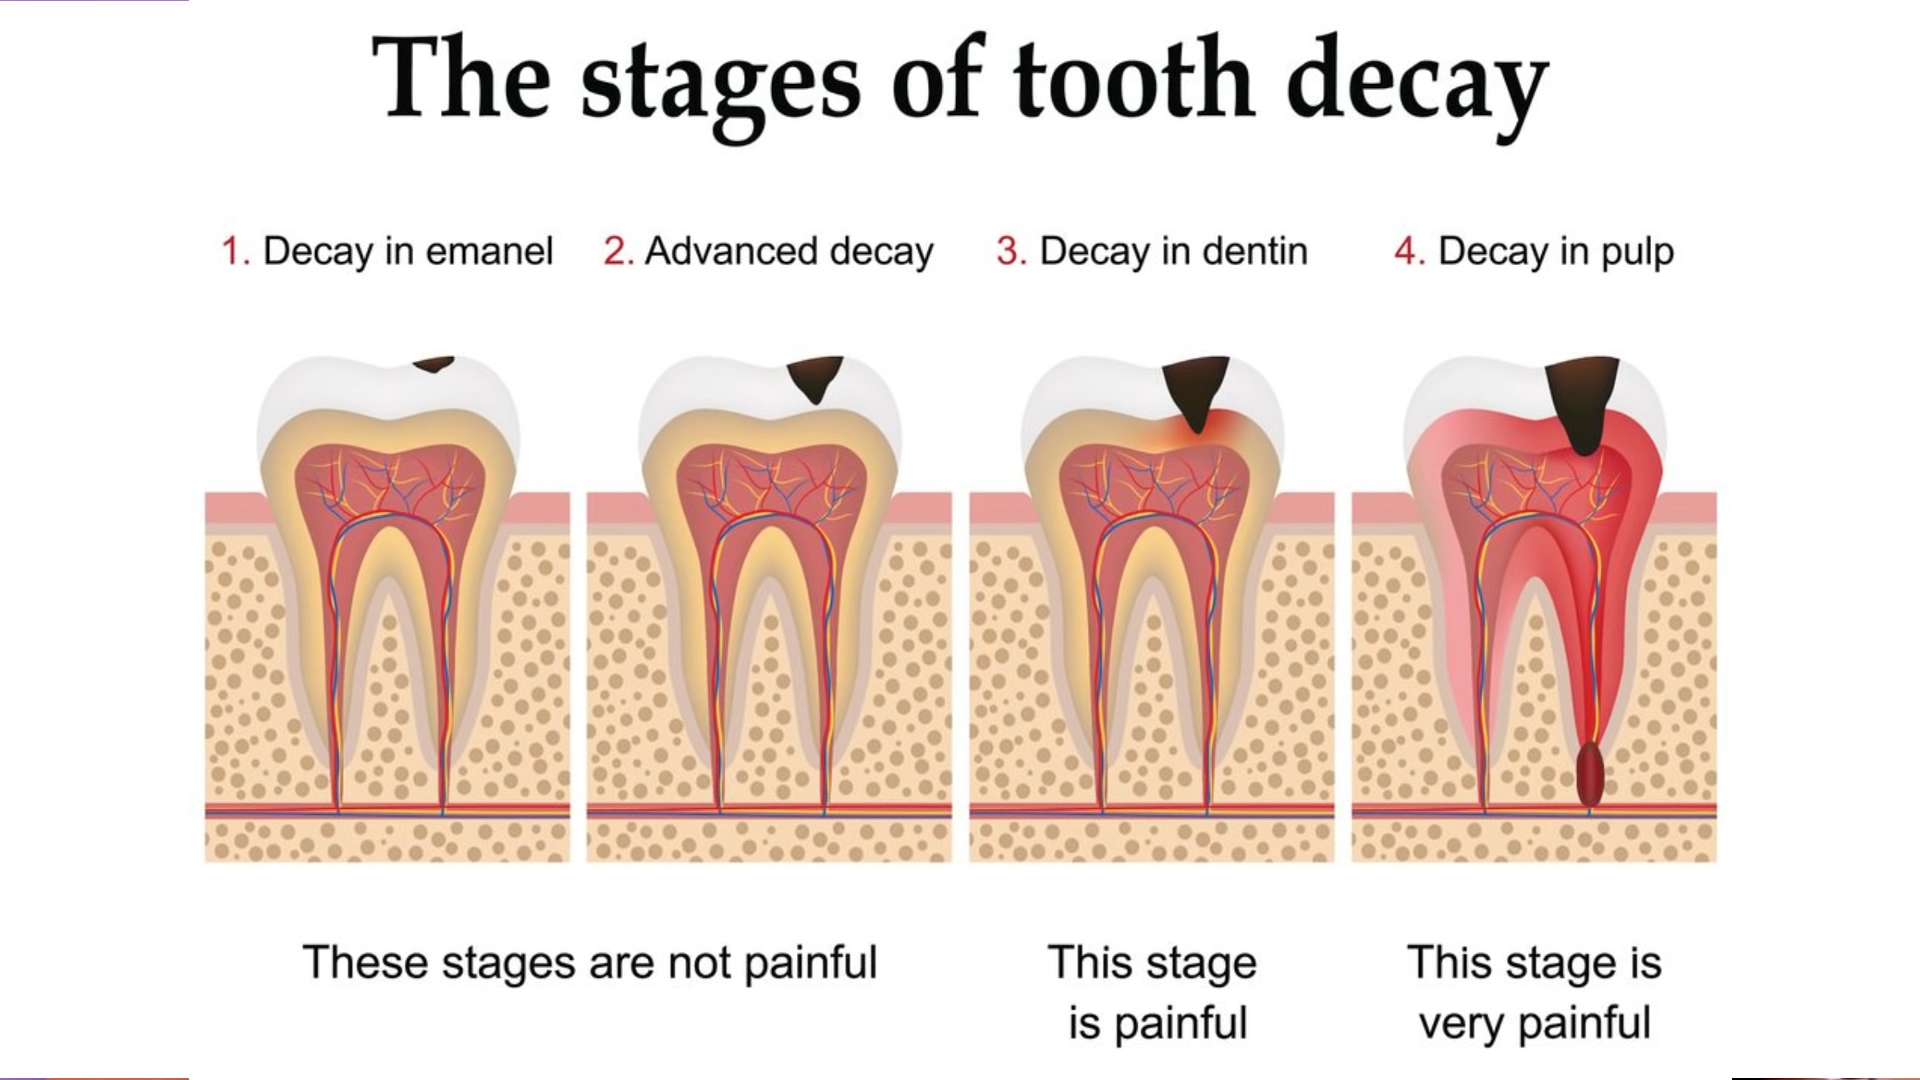 The stages of tooth decay
1. Decay in emanel
2. Advanced decay
3. Decay in dentin
4. Decay in pulp
These stages are not painful
This stage
is painful
This stage is
very painful